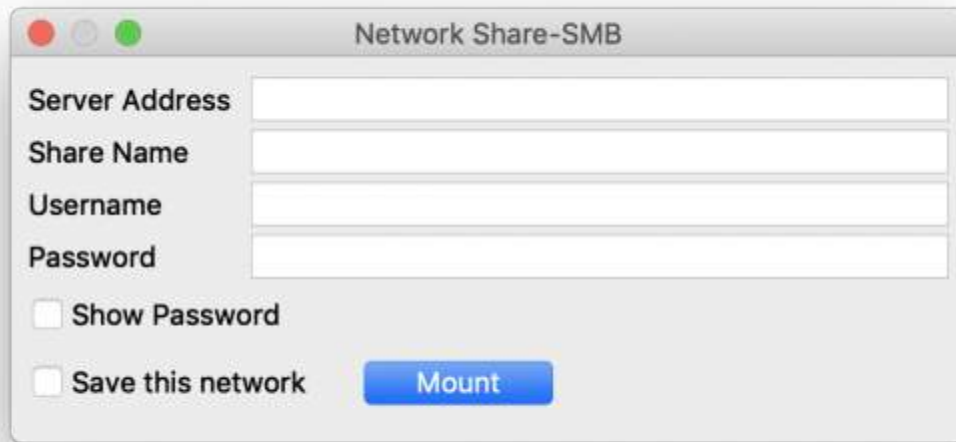 Network Share-SMB
Server Address
Share Name
Username
Password
Show Password
Save this network Mount